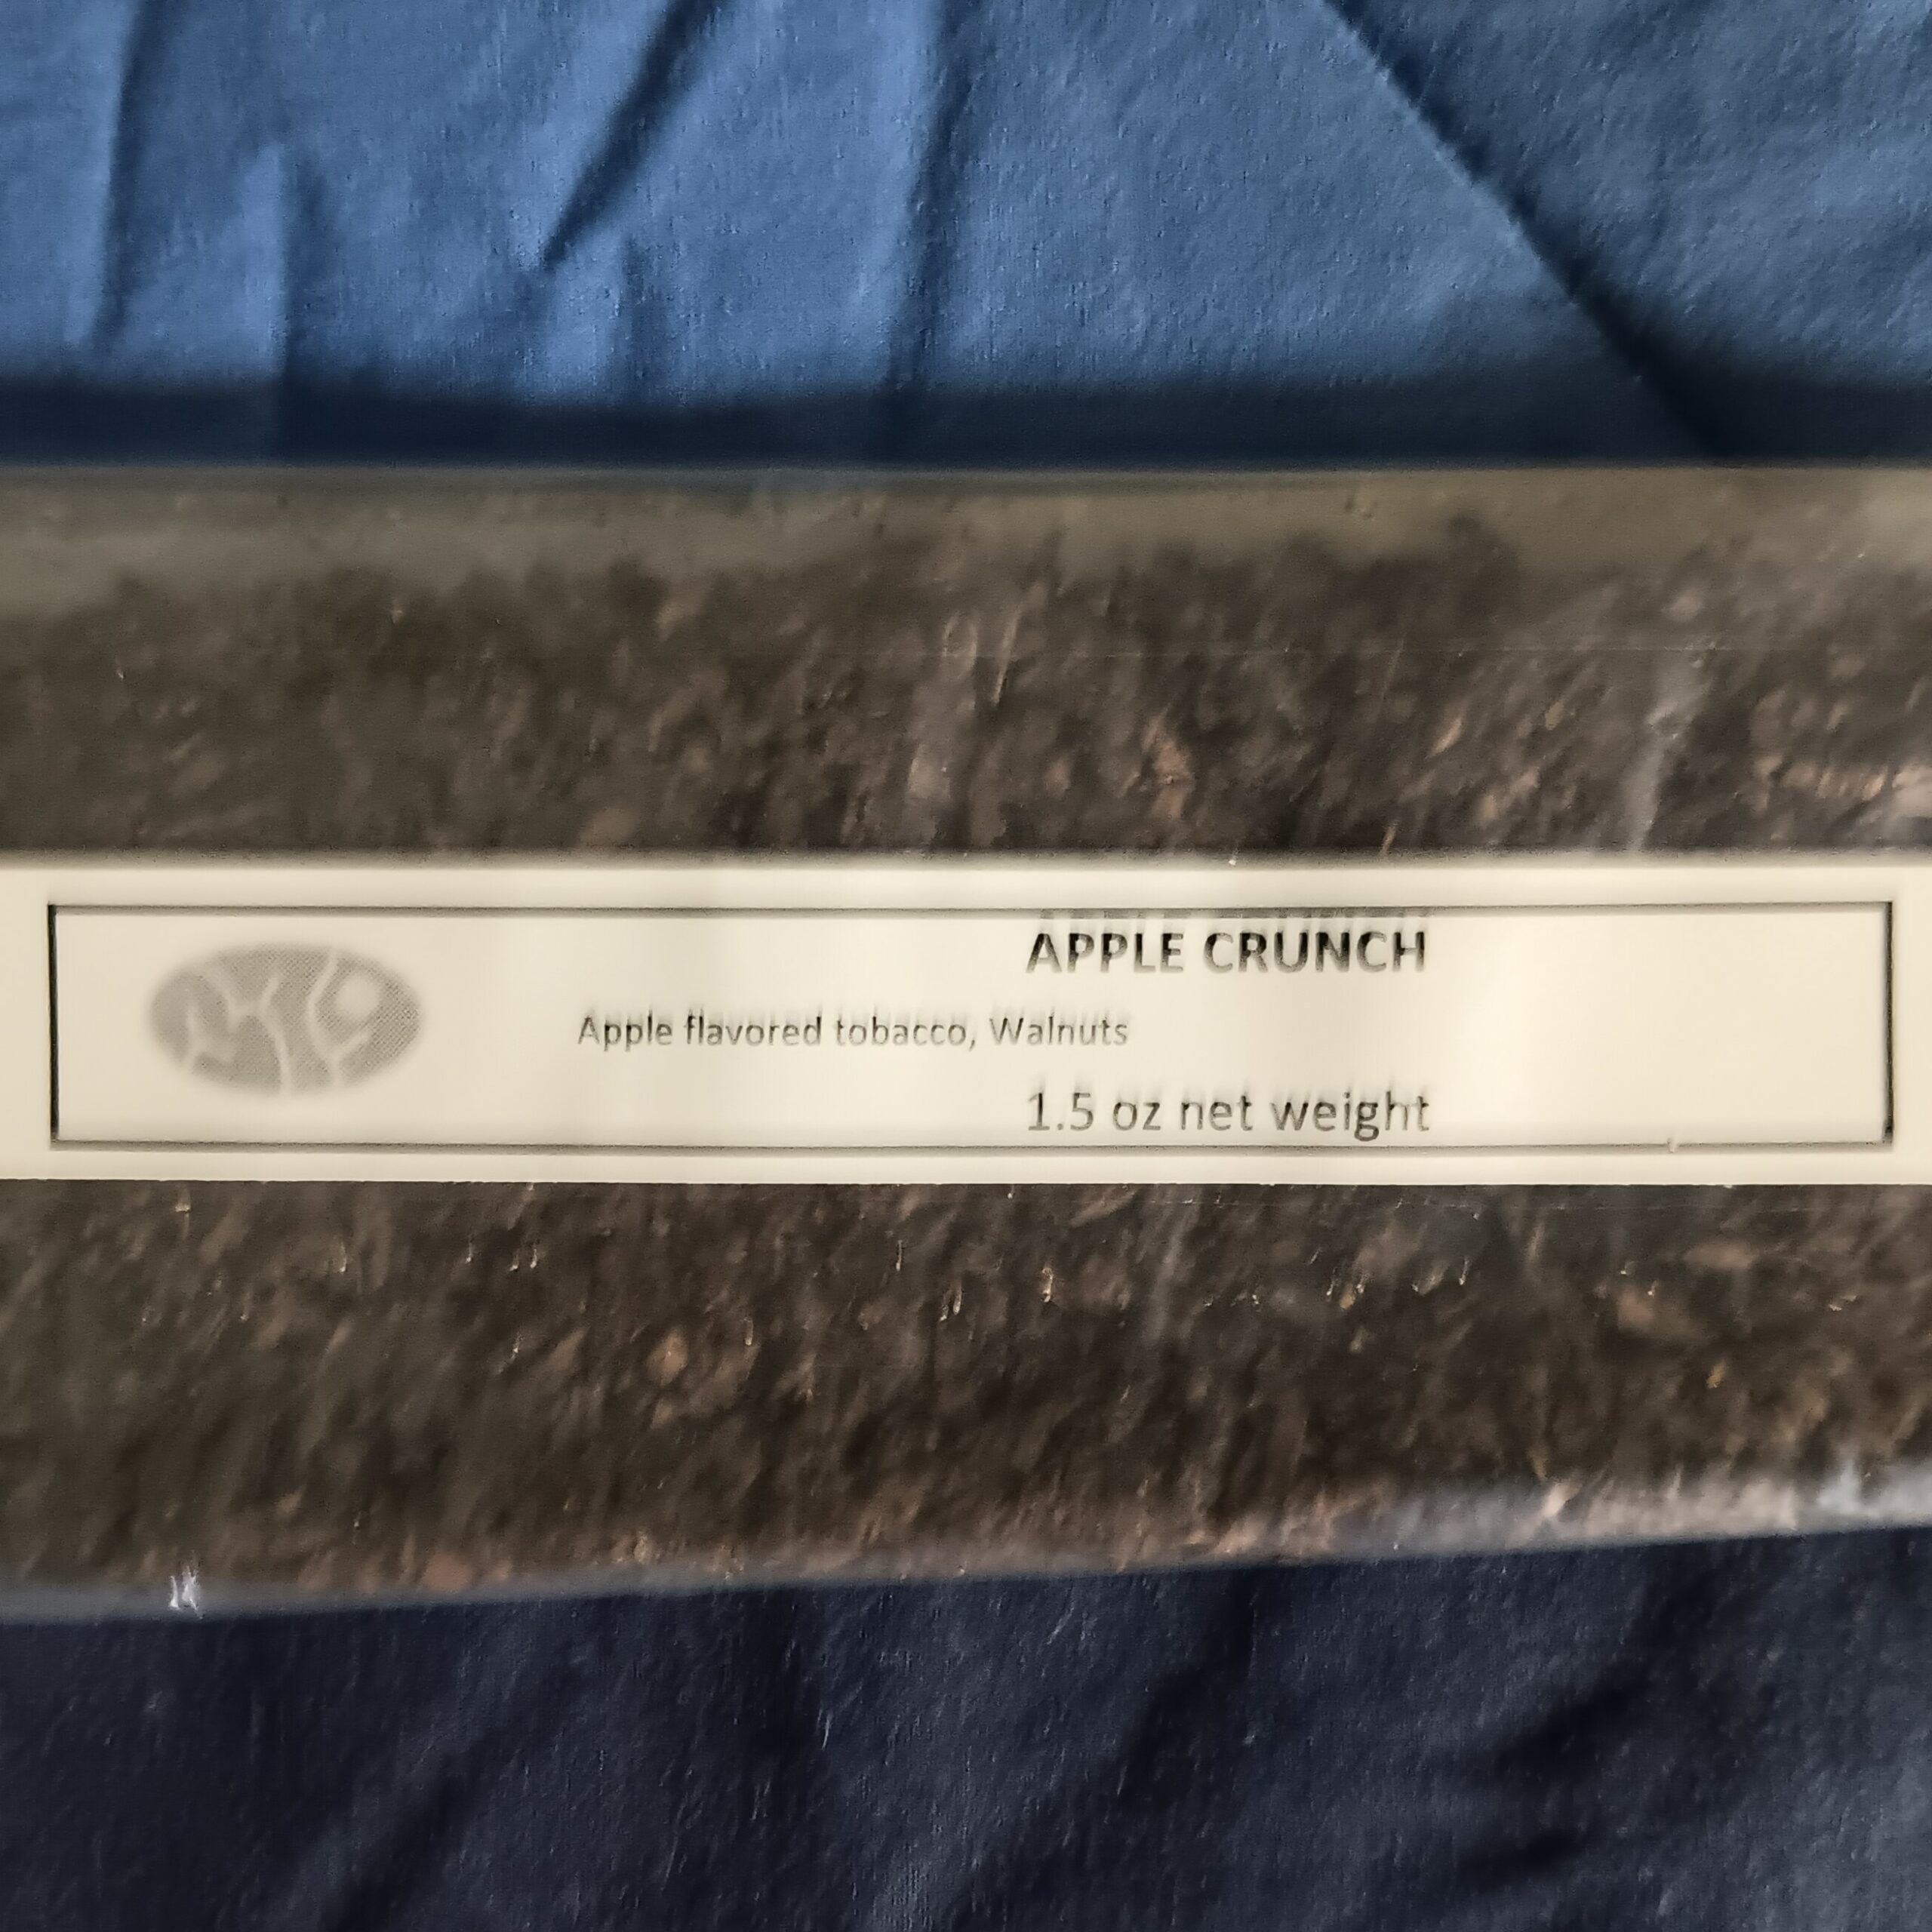 APPLE CRUNCH
Apple flavored tobacco, Walnuts
1.5 oz net weight